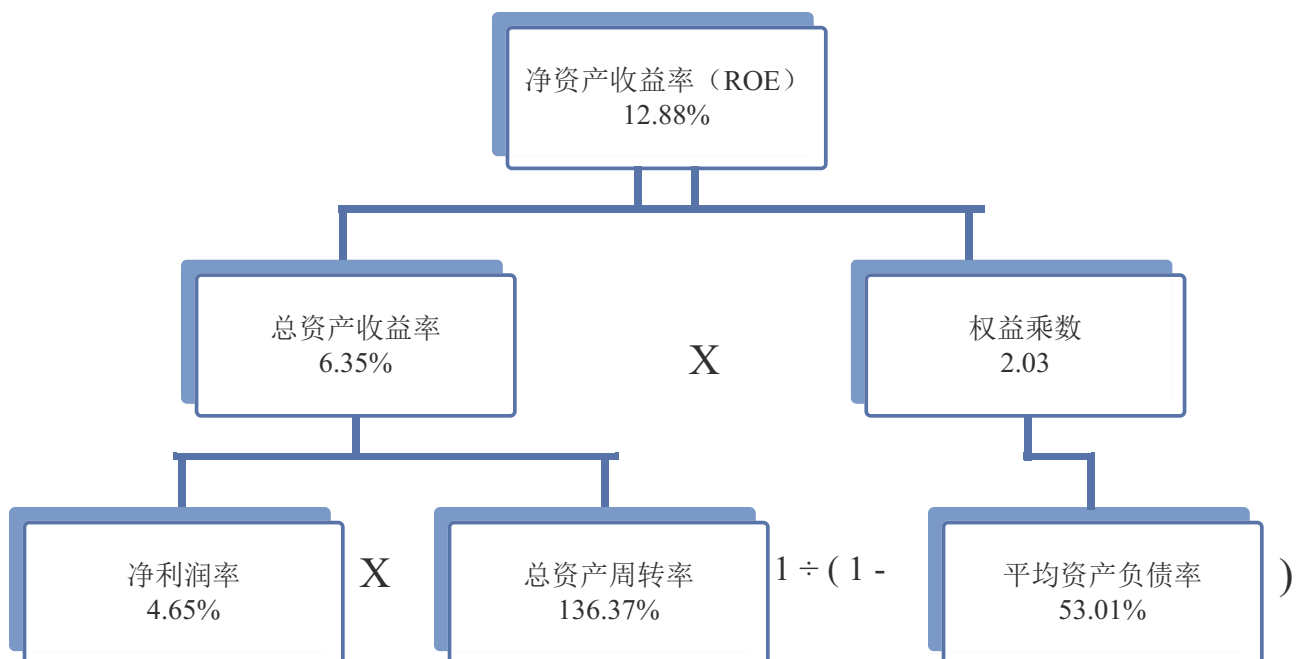 净资产收益率（ROE）
12.88%
总资产收益率
6.35%
X
权益乘数
2.03
净利润率
4.65%
X
总资产周转率
136.37%
1 ÷ ( 1 -
平均资产负债率
53.01%
)